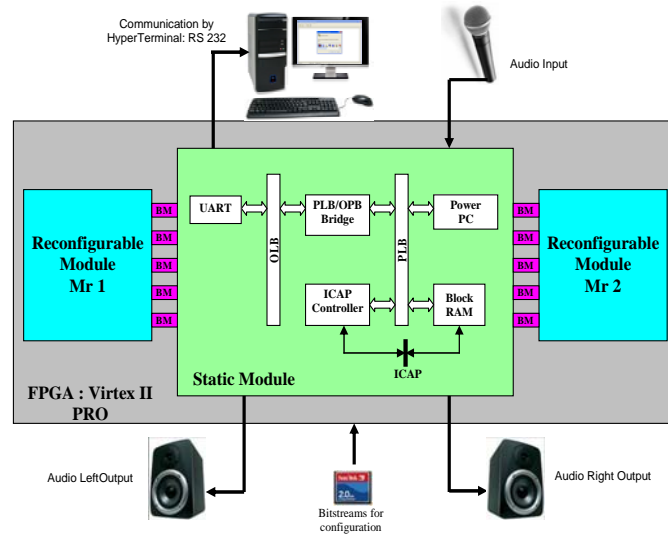 Communication by
HyperTerminal: RS 232
Audio Input
UART
OLB
PLB/OPB
Bridge
PLB
Power
PC
BM
BM
BM
BM
BM
Reconfigurable
Module
Mr 1
BM
BM
BM
BM
BM
Reconfigurable
Module
Mr 2
ICAP
Controller
Block
RAM
ICAP
Static Module
FPGA : Virtex II
PRO
Audio LeftOutput
2.0
Bitstreams for
configuration
Audio Right Output